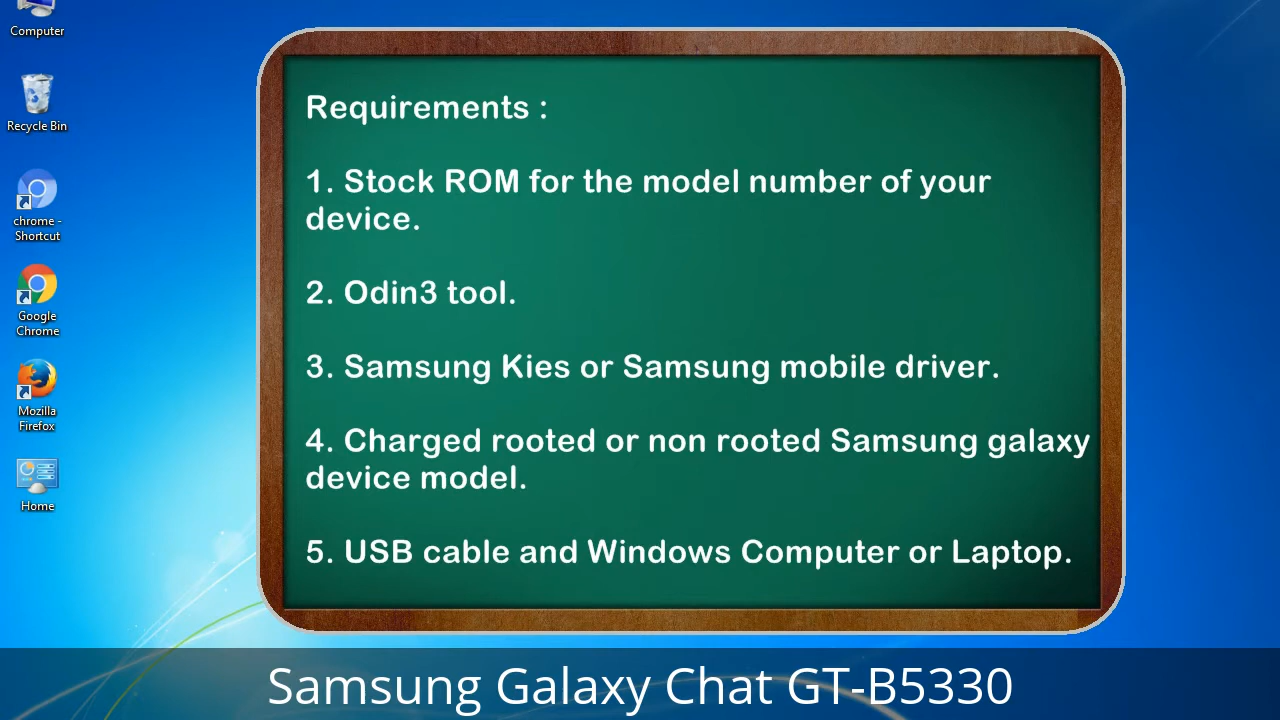 Computer
Recycle Bin
chrome -
Shortcut
Google
Chrome
Mozilla
Firefox
Home
Requirements :
1. Stock ROM for the model number of your
device.
2. Odin3 tool.
3. Samsung Kies or Samsung mobile driver.
4. Charged rooted or non rooted Samsung galaxy
device model.
5. USB cable and Windows Computer or Laptop.
Samsung Galaxy Chat GT-B5330